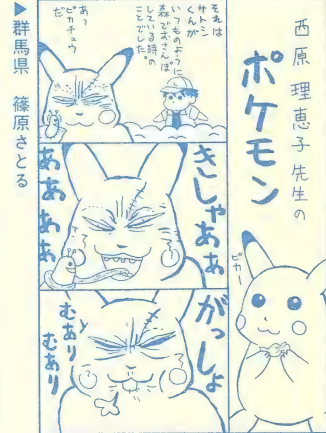 西原理恵子先生の
ポケモン
ピカー
それは
サトシ
くんが
いつものように
森でおさんぽ
している時の
ことでした。
あっ
ピカチュウ
だ
きしゃああ
ああああ
がっしょ
むありむあり
▶群馬県 篠原さとる